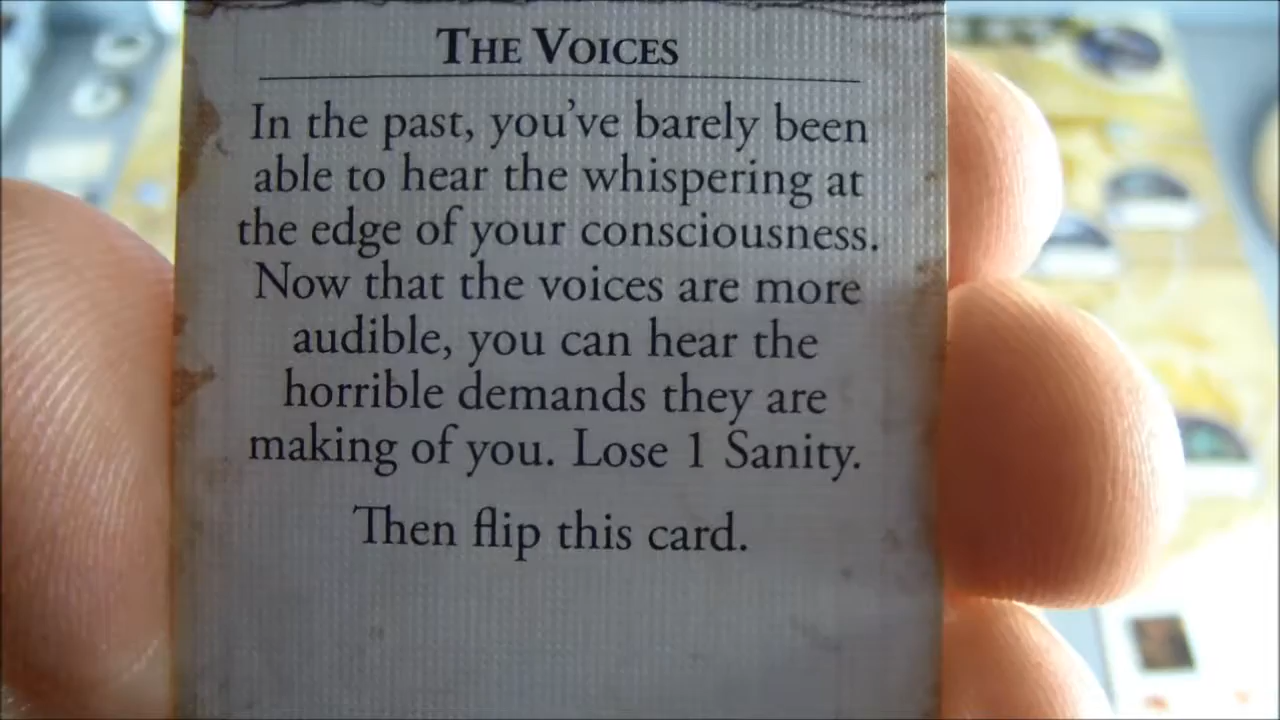 THE VOICES
In the past, you've barely been
able to hear the whispering at
the edge of your consciousness.
Now that the voices are more
audible, you can hear the
horrible demands they are
making of you. Lose 1 Sanity.
Then flip this card.